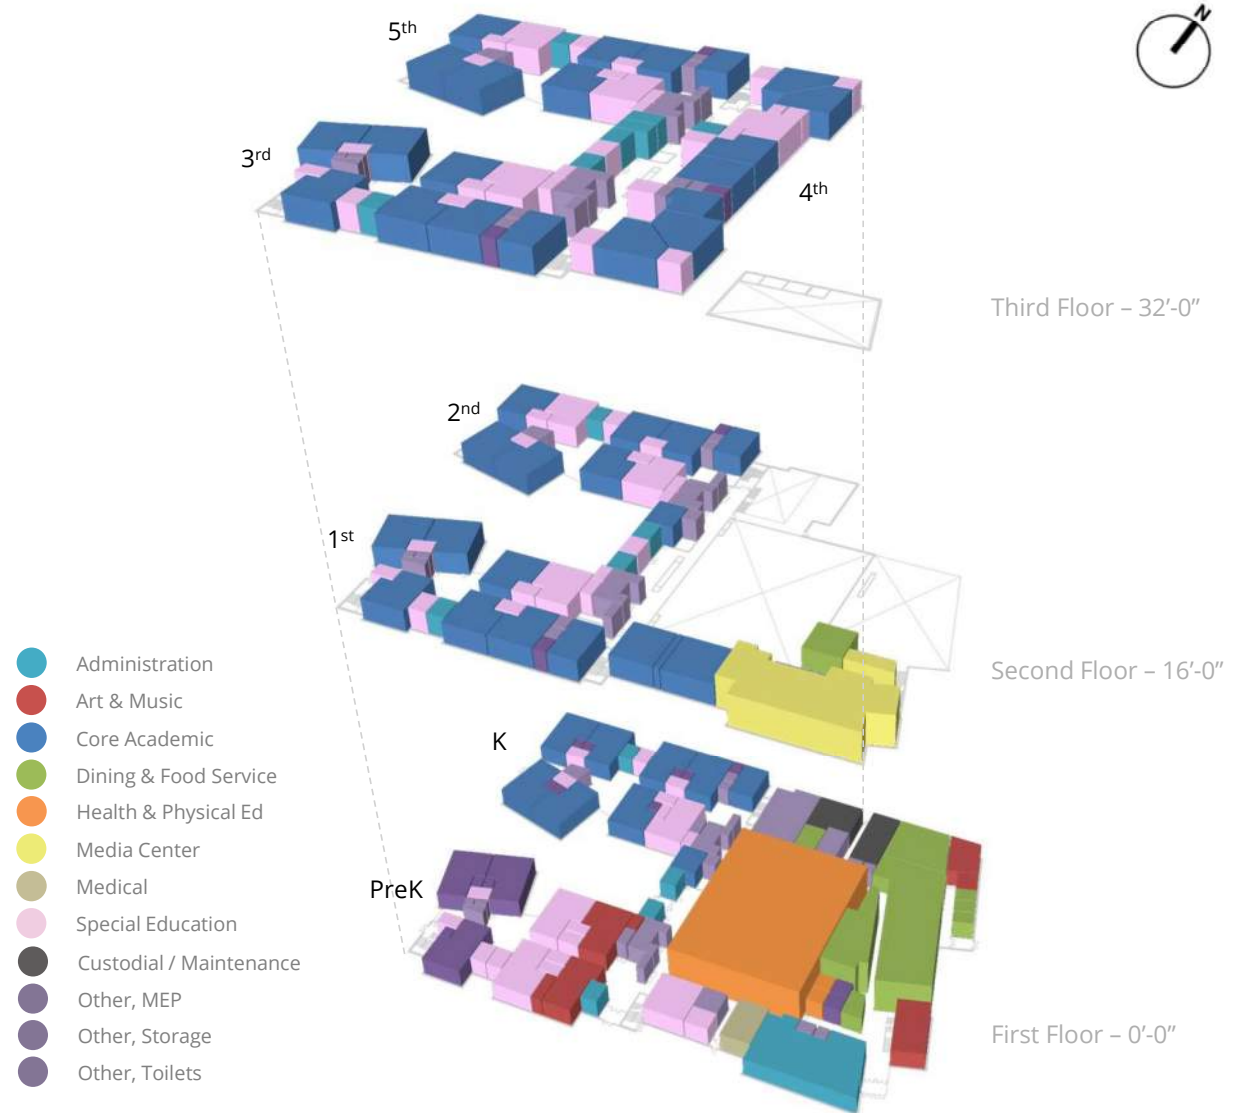 N
5th
3rd
4th
Third Floor – 32’-0”
2nd
1st
Administration
Second Floor – 16’-0”
Art & Music
Core Academic
K
Dining & Food Service
Health & Physical Ed
Media Center
Medical
PreK
Special Education
Custodial / Maintenance
Other, MEP
Other, Storage
First Floor – 0’-0”
Other, Toilets